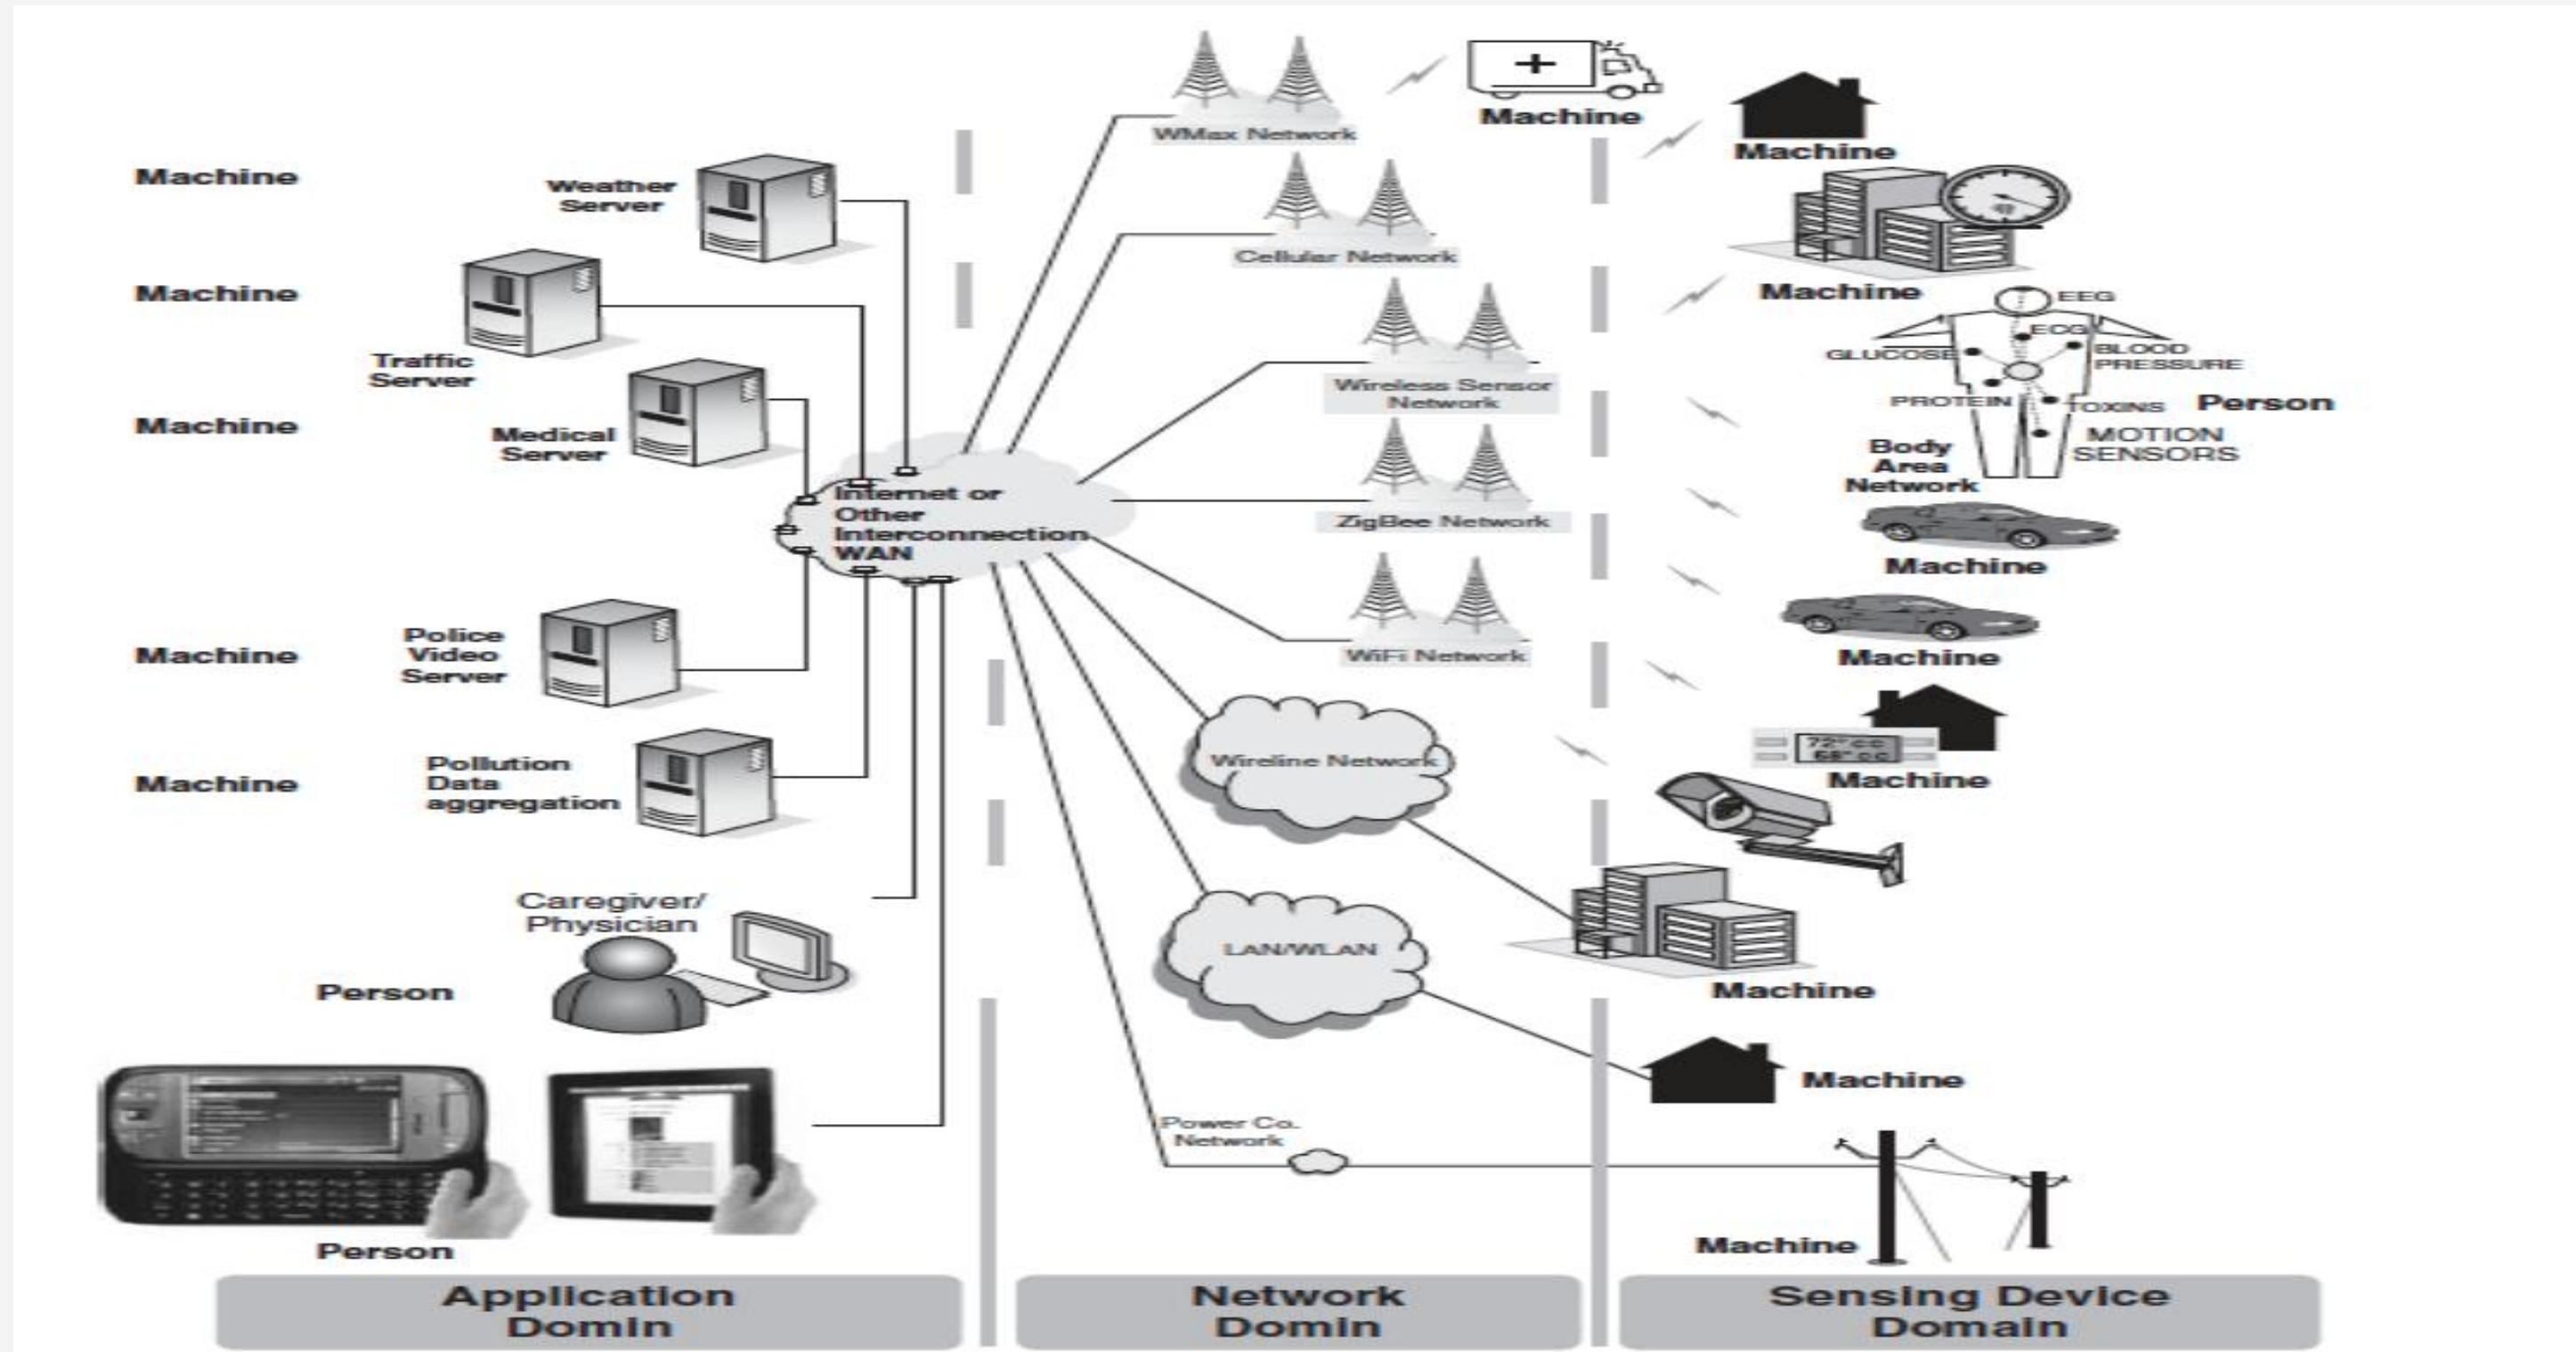 WMax Network
Machine
Machine
Machine
Weather
Server
Cellular Network
Machine
Machine
EEG
ECG
GLUCOSE
BLOOD
PRESSURE
PROTEIN
TOXINS
Person
MOTION
SENSORS
Body
Area
Network
Traffic
Server
Wireless Sensor
Network
Machine
Medical
Server
Internet or
Other
Interconnection
WAN
ZigBee Network
Machine
Machine
Police
Video
Server
WiFi Network
Machine
Wireline Network
72°
68°
Machine
Machine
Pollution
Data
aggregation
Caregiver/
Physician
LAN/WLAN
Person
Machine
Machine
Power Co.
Network
Person
Machine
Application
Domin
Network
Domin
Sensing Device
Domain